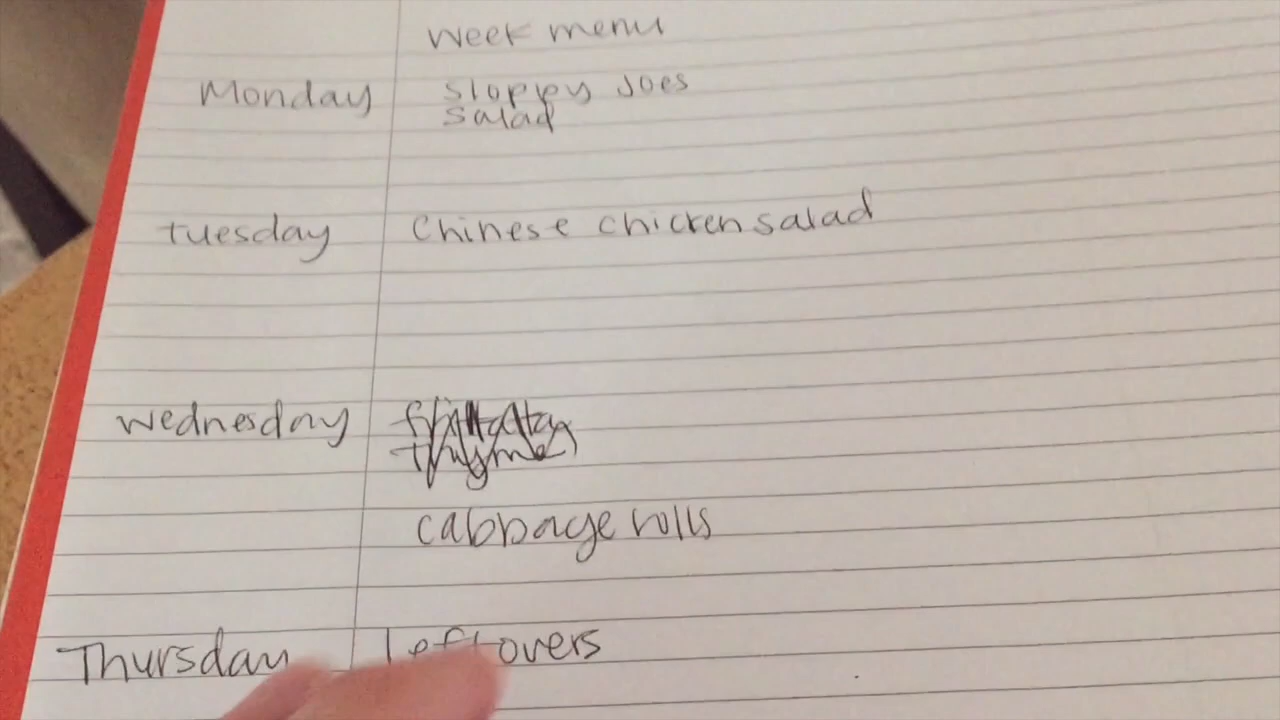 week menu
Monday sloppy Joes
salad
tuesday Chinese chicken salad
wednesday
cabbage rolls
Thursday leftovers